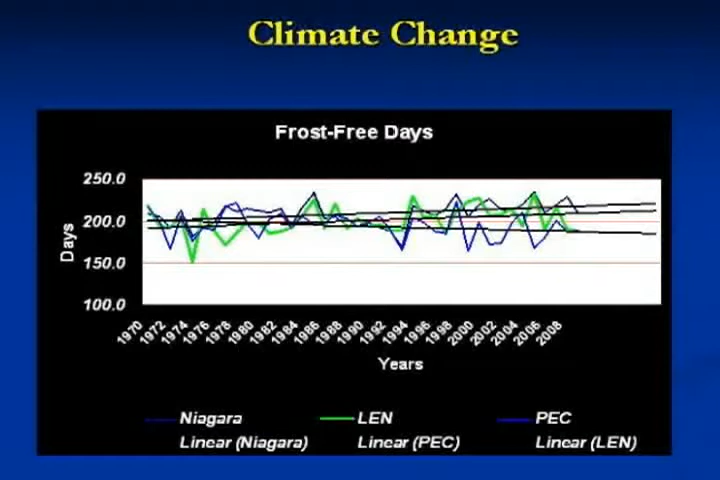 Climate Change
Frost-Free Days
250.0
200.0
150.0
100.0
Days
1970 1972 1974 1976 1978 1980 1982 1984 1986 1988 1990 1992 1994 1996 1998 2000 2002 2004 2006 2008
Years
Niagara LEN PEC
Linear (Niagara) Linear (PEC) Linear (LEN)